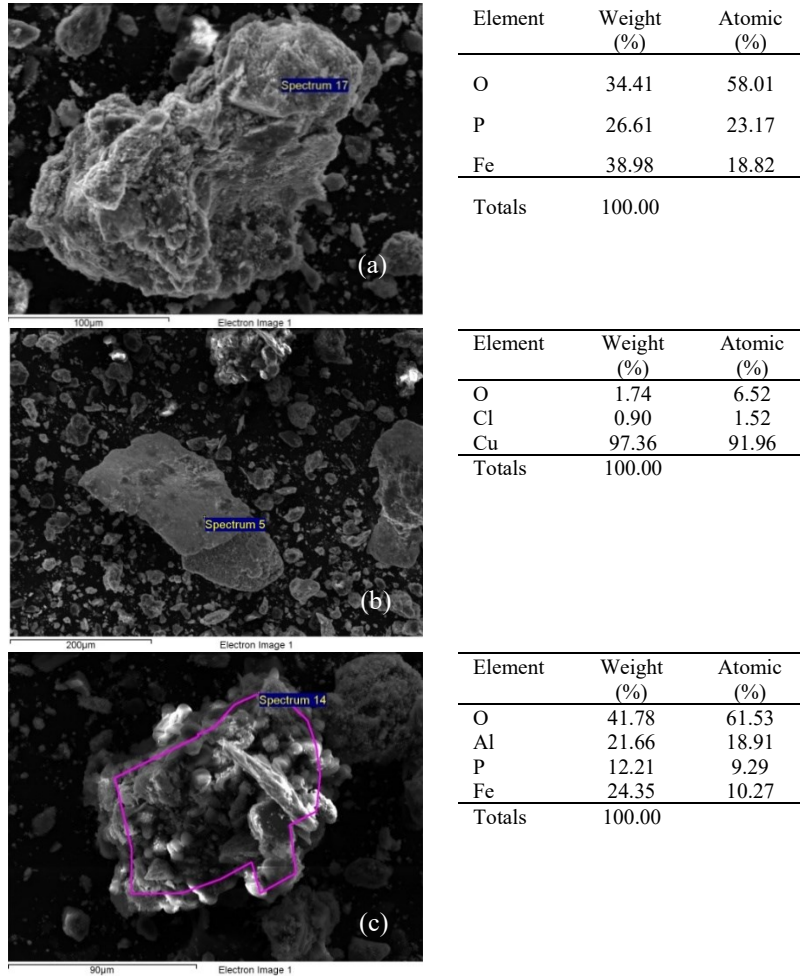 Spectrum 17
(a)
100µm Electron Image 1
Element Weight (%) Atomic (%)
O 34.41 58.01
P 26.61 23.17
Fe 38.98 18.82
Totals 100.00
Spectrum 5
(b)
200µm Electron Image 1
Element Weight (%) Atomic (%)
O 1.74 6.52
Cl 0.90 1.52
Cu 97.36 91.96
Totals 100.00
Spectrum 14
(c)
90µm Electron Image 1
Element Weight (%) Atomic (%)
O 41.78 61.53
Al 21.66 18.91
P 12.21 9.29
Fe 24.35 10.27
Totals 100.00